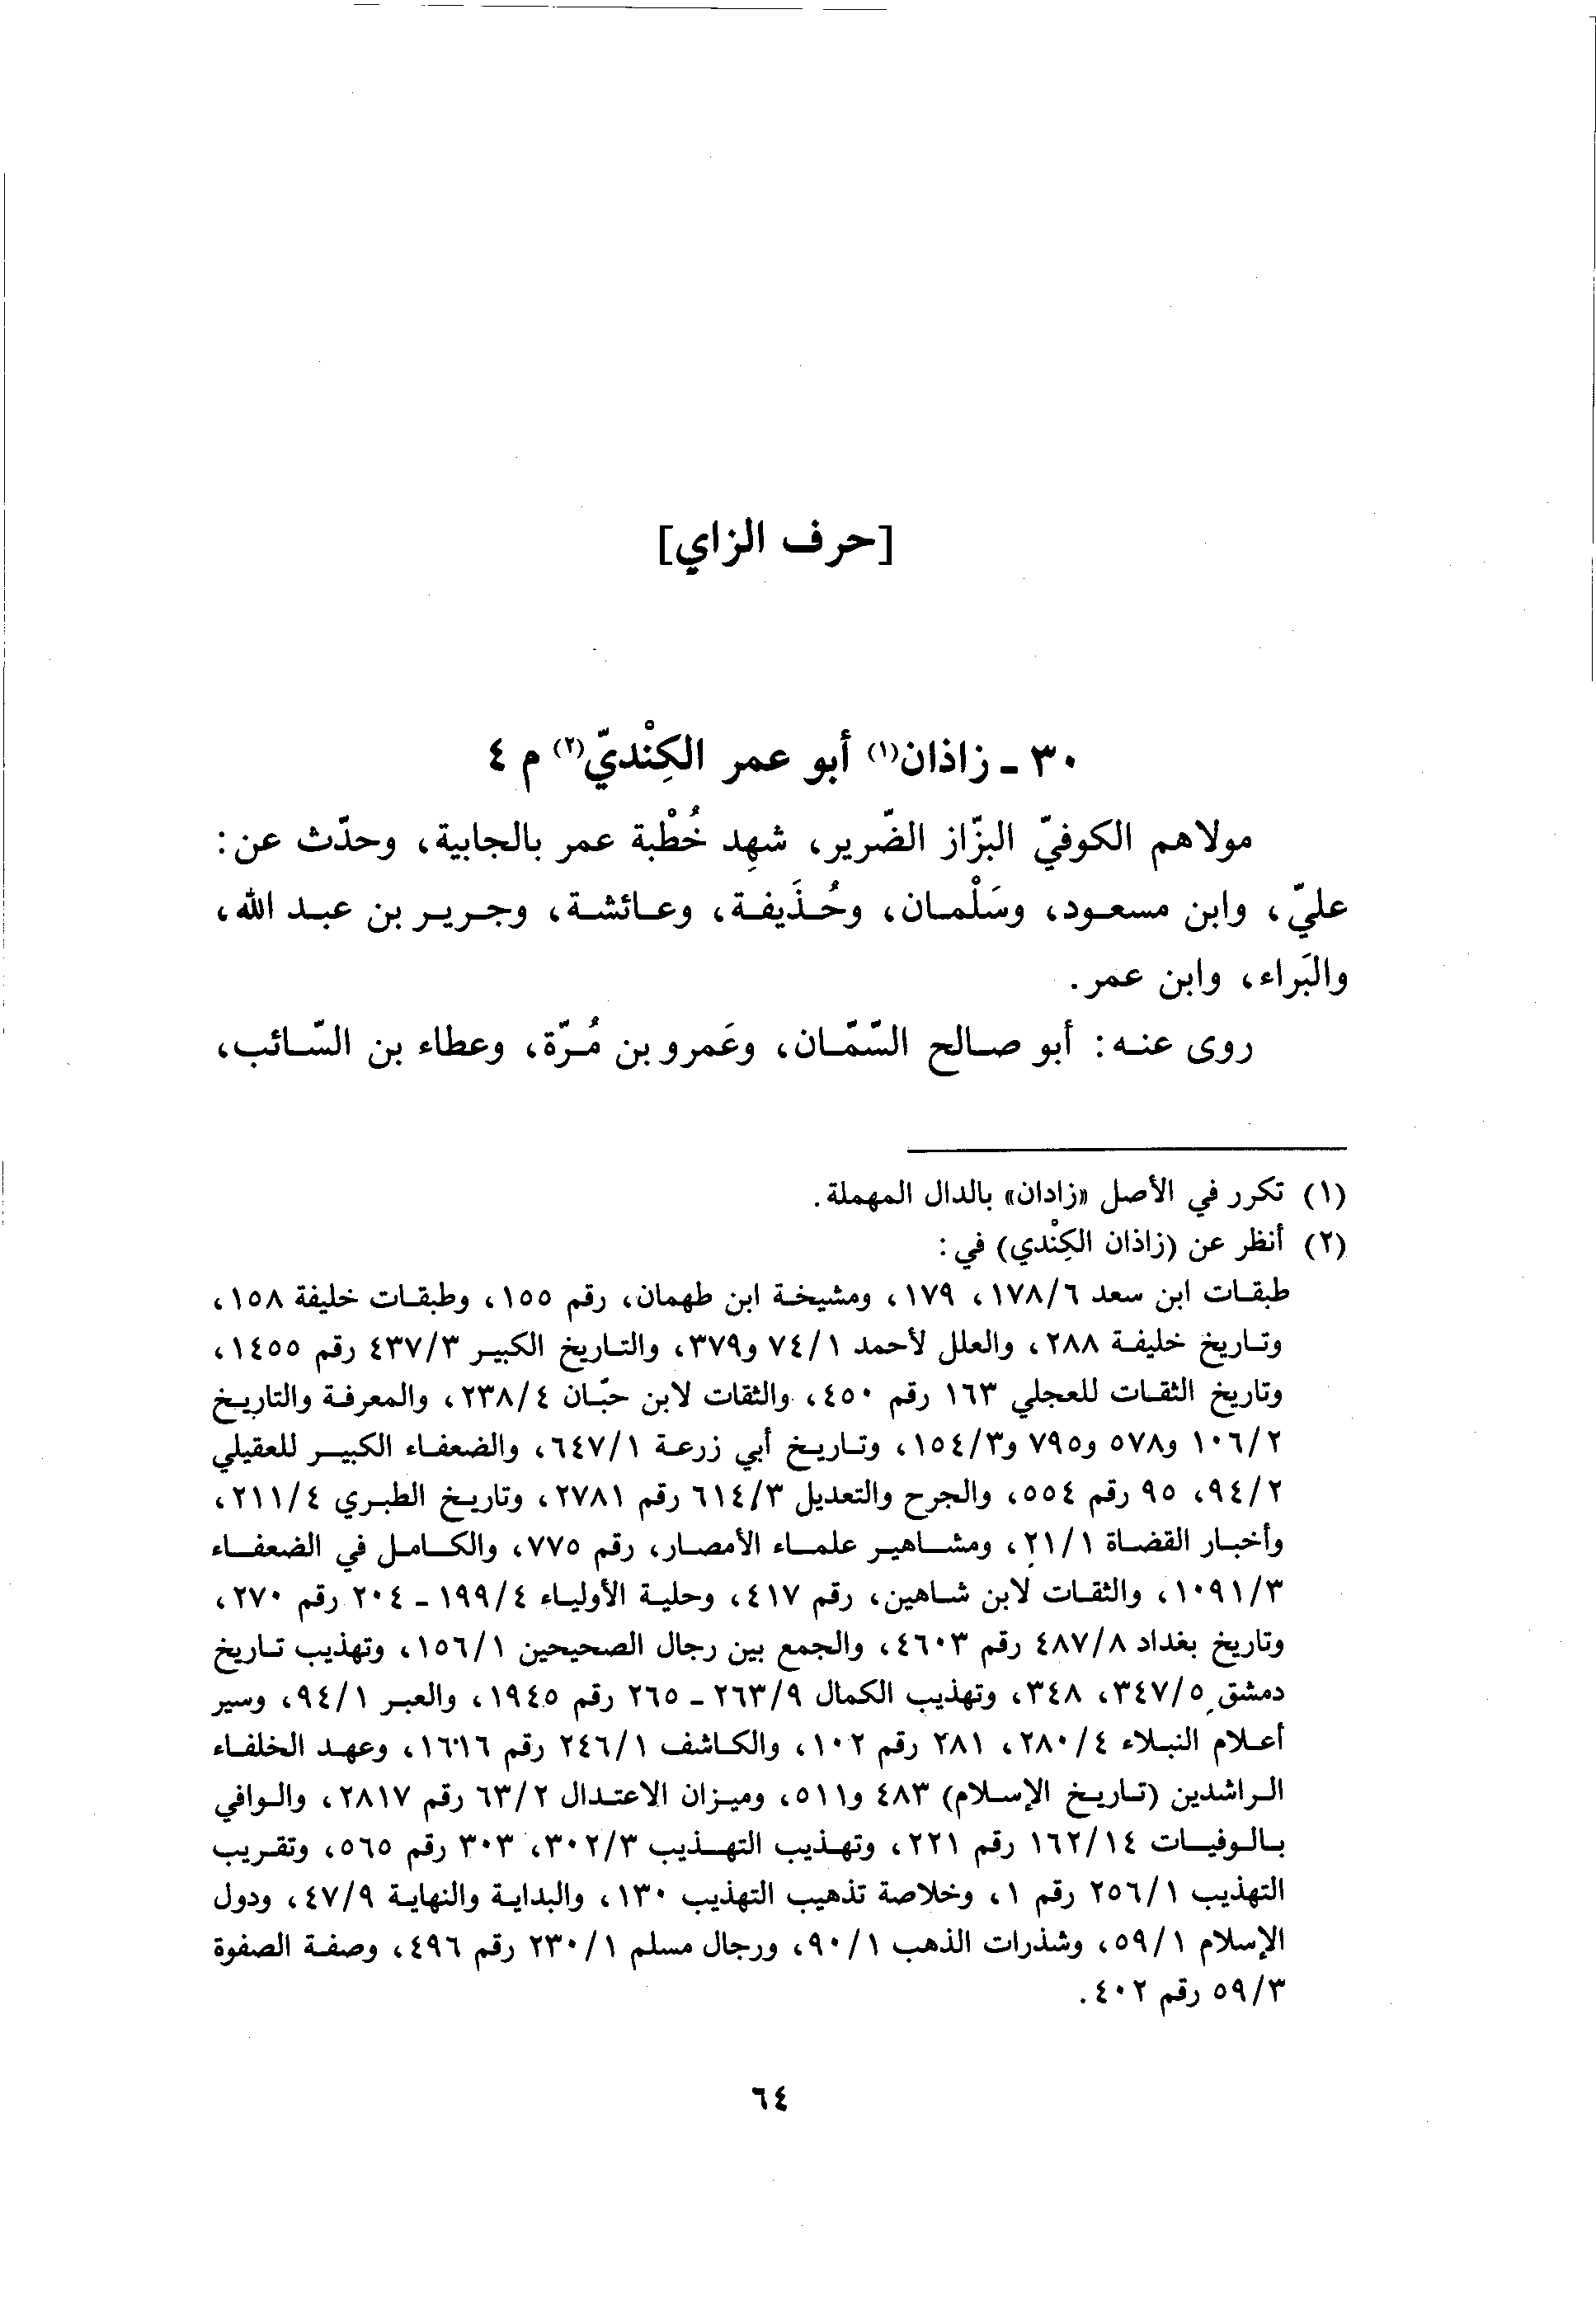 [حرف الزاي]
٣٠ ـ زاذان(١) أبو عمر الكِنْديّ(٢) م ٤
مولاهم الكوفيّ البزّاز الضّرير، شهِد خُطْبة عمر بالجابية، وحدّث عن:
عليّ، وابن مسعود، وسَلْمان، وحُذَيفة، وعائشة، وجرير بن عبد الله،
والبَراء، وابن عمر.
روى عنه: أبو صالح السّمّان، وعَمرو بن مُرّة، وعطاء بن السّائب،
(١) تكرر في الأصل «زادان» بالدال المهملة.
(٢) أنظر عن (زاذان الكِنْدي) في:
طبقات ابن سعد ٦/١٧٨، ١٧٩، ومشيخة ابن طهمان، رقم ١٥٥، وطبقات خليفة ١٥٨،
وتاريخ خليفة ٢٨٨، والعلل لأحمد ١/٧٤ و٣٧٩، والتاريخ الكبير ٣/٤٣٧ رقم ١٤٥٥،
وتاريخ الثقات للعجلي ١٦٣ رقم ٤٥٠، والثقات لابن حبّان ٤/٢٣٨، والمعرفة والتاريخ
٢/١٠٦ و٥٧٨ و٧٩٥ و٣/١٥٤، وتاريخ أبي زرعة ١/٦٤٧، والضعفاء الكبير للعقيلي
٢/٩٤، ٩٥ رقم ٥٥٤، والجرح والتعديل ٣/٦١٤ رقم ٢٧٨١، وتاريخ الطبري ٤/٢١١،
وأخبار القضاة ١/٢١، ومشاهير علماء الأمصار، رقم ٧٧٥، والكامل في الضعفاء
٣/١٠٩١، والثقات لابن شاهين، رقم ٤١٧، وحلية الأولياء ٤/١٩٩ ـ ٢٠٤ رقم ٢٧٠،
وتاريخ بغداد ٨/٤٨٧ رقم ٤٦٠٣، والجمع بين رجال الصحيحين ١/١٥٦، وتهذيب تاريخ
دمشق ٥/٣٤٧، ٣٤٨، وتهذيب الكمال ٩/٢٦٣ ـ ٢٦٥ رقم ١٩٤٥، والعبر ١/٩٤، وسير
أعلام النبلاء ٤/٢٨٠، ٢٨١ رقم ١٠٢، والكاشف ١/٢٤٦ رقم ١٦١٦، وعهد الخلفاء
الراشدين (تاريخ الإسلام) ٤٨٣ و٥١١، وميزان الاعتدال ٢/٦٣ رقم ٢٨١٧، والوافي
بالوفيات ١٤/١٦٢ رقم ٢٢١، وتهذيب التهذيب ٣/٣٠٢، ٣٠٣ رقم ٥٦٥، وتقريب
التهذيب ١/٢٥٦ رقم ١، وخلاصة تذهيب التهذيب ١٣٠، والبداية والنهاية ٩/٤٧، ودول
الإسلام ١/٥٩، وشذرات الذهب ١/٩٠، ورجال مسلم ١/٢٣٠ رقم ٤٩٦، وصفة الصفوة
٣/٥٩ رقم ٤٠٢.
٦٤